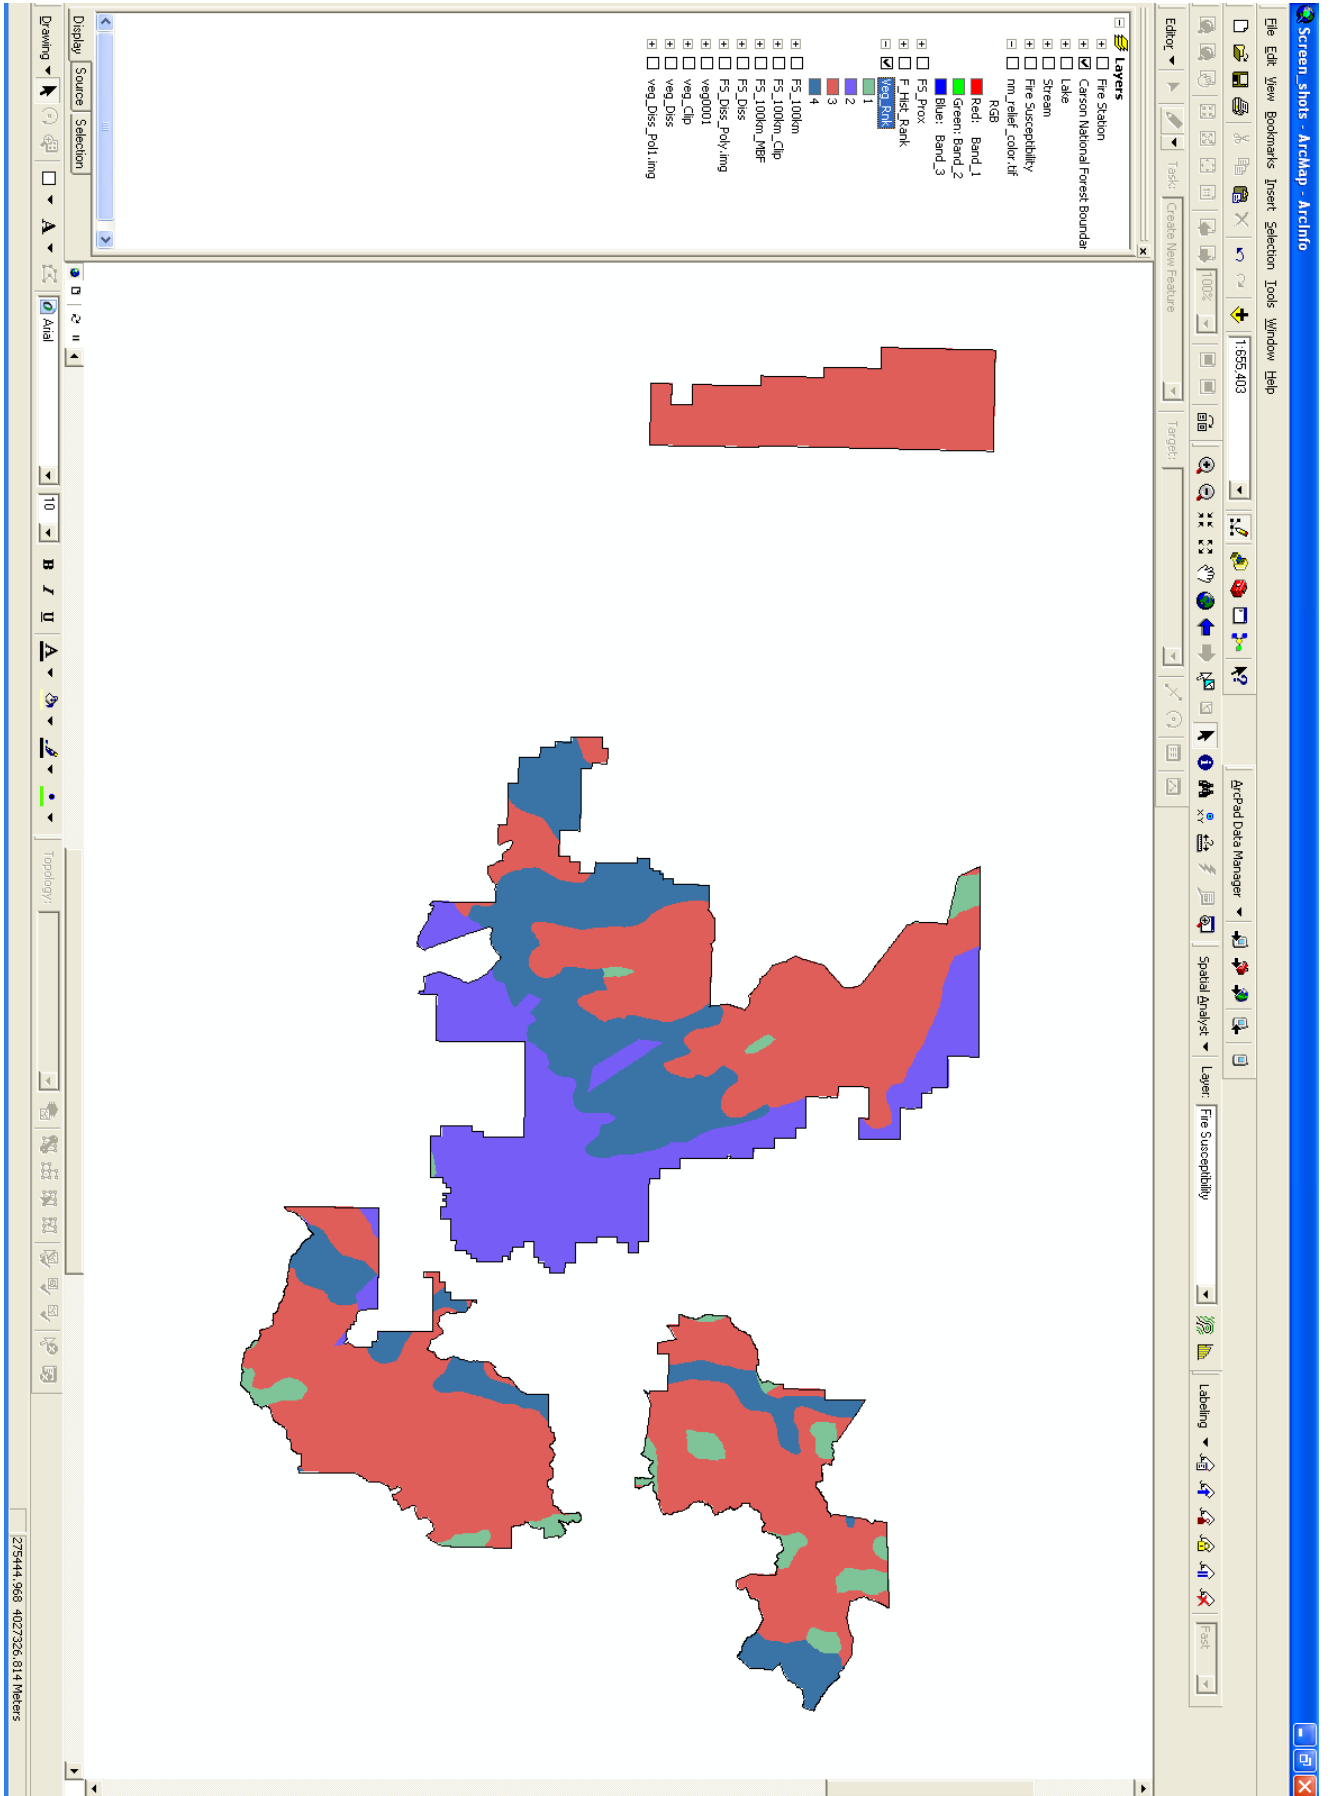 Screen_shots - ArcMap - ArcInfo
File Edit View Bookmarks Insert Selection Tools Window Help
1:655,403
ArcPad Data Manager
100%
Spatial Analyst Layer: Fire Susceptibility
Labeling Fast
Editor Task: Create New Feature Target:
Layers
Fire Station
Carson National Forest Boundar
Lake
Stream
Fire Susceptibility
nm_relief_color.tif
RGB
Red: Band_1
Green: Band_2
Blue: Band_3
FS_Prox
F_Hist_Rank
Veg_Rnk
1
2
3
4
FS_100km
FS_100km_Clip
FS_100km_MBF
FS_Diss
FS_Diss_Poly.img
veg0001
veg_Clip
veg_Diss
veg_Diss_Pol1.img
Display Source Selection
Drawing A Arial 10 B I U A Topology:
275444.968 4027326.814 Meters